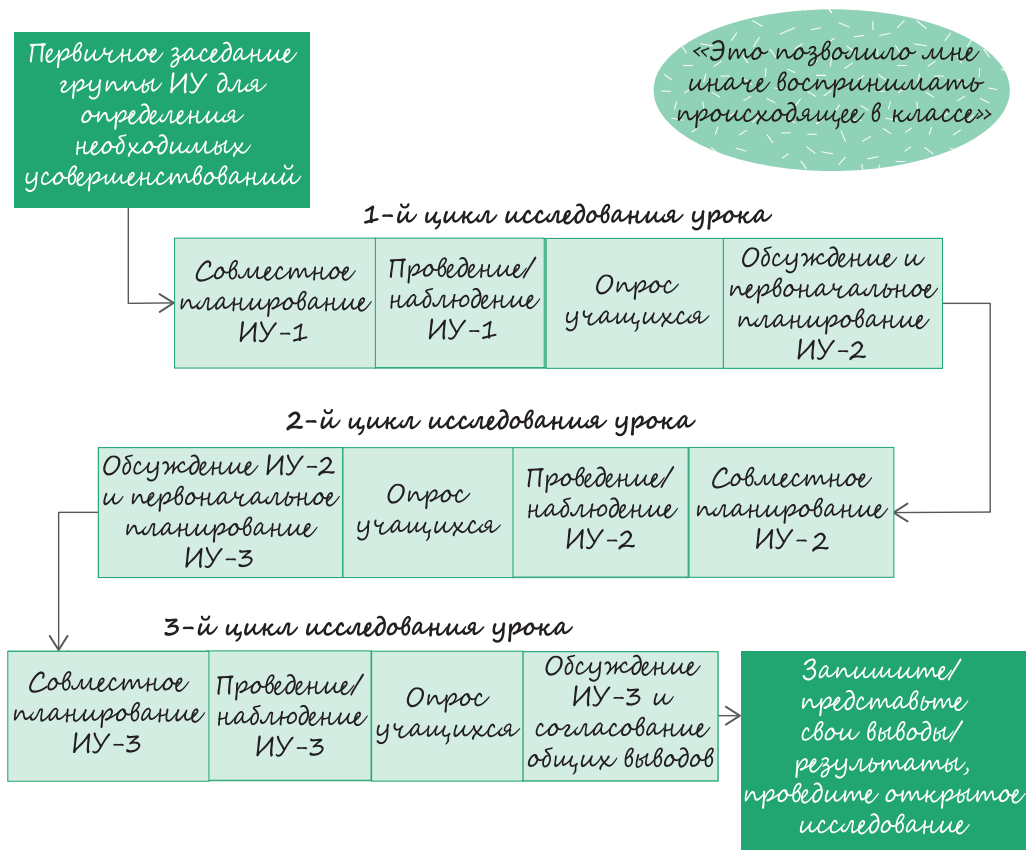 Первичное заседание
группы ИУ для
определения
необходимых
усовершенствований
«Это позволило мне
иначе воспринимать
происходящее в классе»
1-й цикл исследования урока
Совместное
планирование
ИУ-1
Проведение/
наблюдение
ИУ-1
Опрос
учащихся
Обсуждение и
первоначальное
планирование
ИУ-2
2-й цикл исследования урока
Обсуждение ИУ-2
и первоначальное
планирование
ИУ-3
Опрос
учащихся
Проведение/
наблюдение
ИУ-2
Совместное
планирование
ИУ-2
3-й цикл исследования урока
Совместное
планирование
ИУ-3
Проведение/
наблюдение
ИУ-3
Опрос
учащихся
Обсуждение
ИУ-3 и
согласование
общих выводов
Запишите/
представьте
свои выводы/
результаты,
проведите открытое
исследование